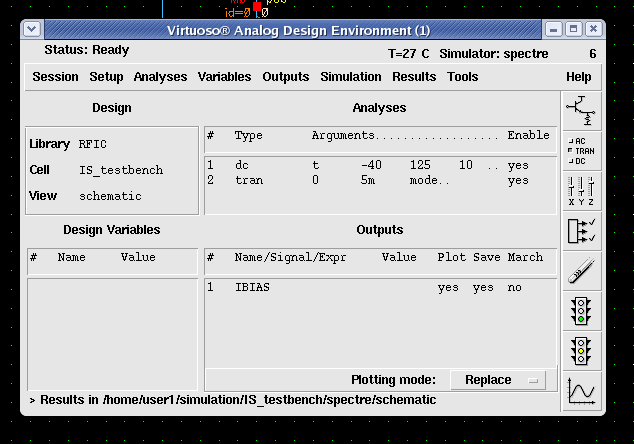 id=0 0
Virtuoso® Analog Design Environment (1)
Status: Ready T=27 C Simulator: spectre 6
Session Setup Analyses Variables Outputs Simulation Results Tools Help
Design
Library RFIC
Cell IS_testbench
View schematic
Analyses
# Type Arguments.................. Enable
1 dc t -40 125 10 .. yes
2 tran 0 5m mode.. yes
Design Variables
# Name Value
Outputs
# Name/Signal/Expr Value Plot Save March
1 IBIAS yes yes no
Plotting mode: Replace
> Results in /home/user1/simulation/IS_testbench/spectre/schematic
AC
TRAN
DC
X Y Z